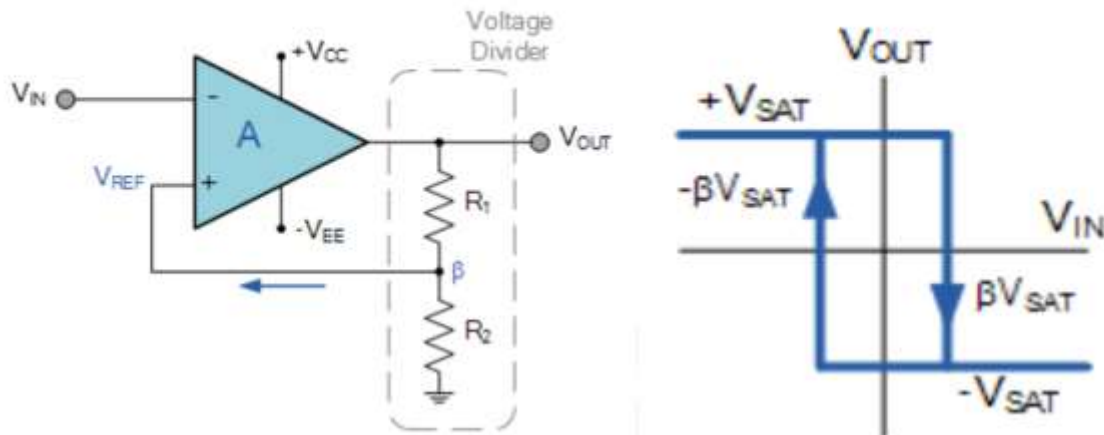 Voltage
Divider
+VCC
VIN
-
A
VOUT
VREF
+
R1
-VEE
β
R2
VOUT
+VSAT
-βVSAT
VIN
βVSAT
-VSAT